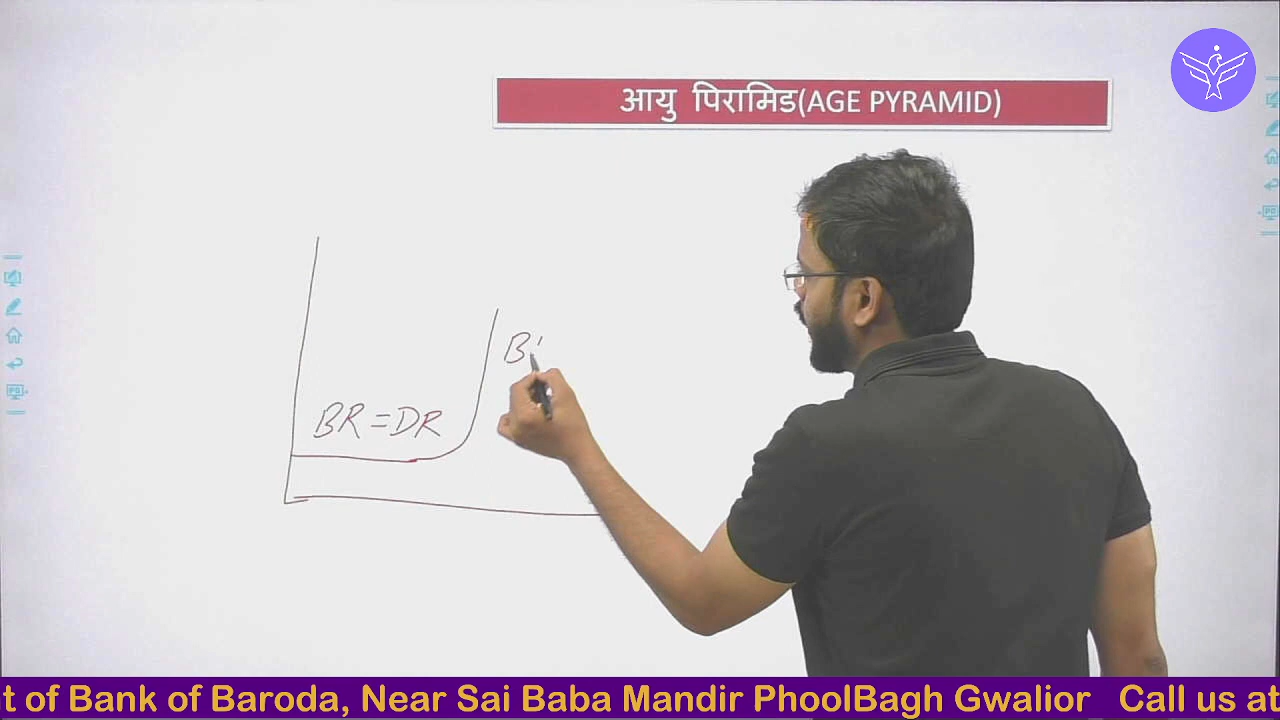 आयु पिरामिड(AGE PYRAMID)
BR=DR
t of Bank of Baroda, Near Sai Baba Mandir PhoolBagh Gwalior Call us at